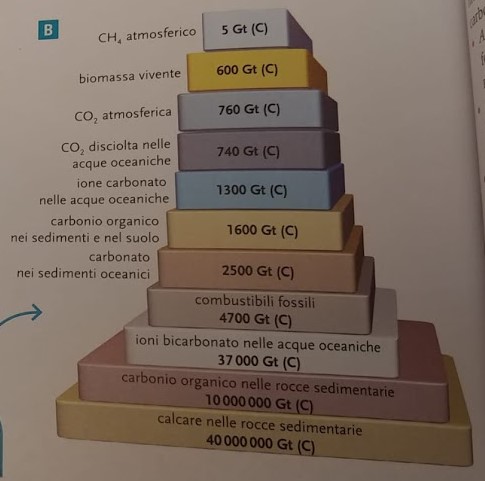 B
CH₄ atmosferico
5 Gt (C)
biomassa vivente
600 Gt (C)
CO₂ atmosferica
760 Gt (C)
CO₂ disciolta nelle
acque oceaniche
740 Gt (C)
ione carbonato
nelle acque oceaniche
1300 Gt (C)
carbonio organico
nei sedimenti e nel suolo
1600 Gt (C)
carbonato
nei sedimenti oceanici
2500 Gt (C)
combustibili fossili
4700 Gt (C)
ioni bicarbonato nelle acque oceaniche
37 000 Gt (C)
carbonio organico nelle rocce sedimentarie
10 000 000 Gt (C)
calcare nelle rocce sedimentarie
40 000 000 Gt (C)